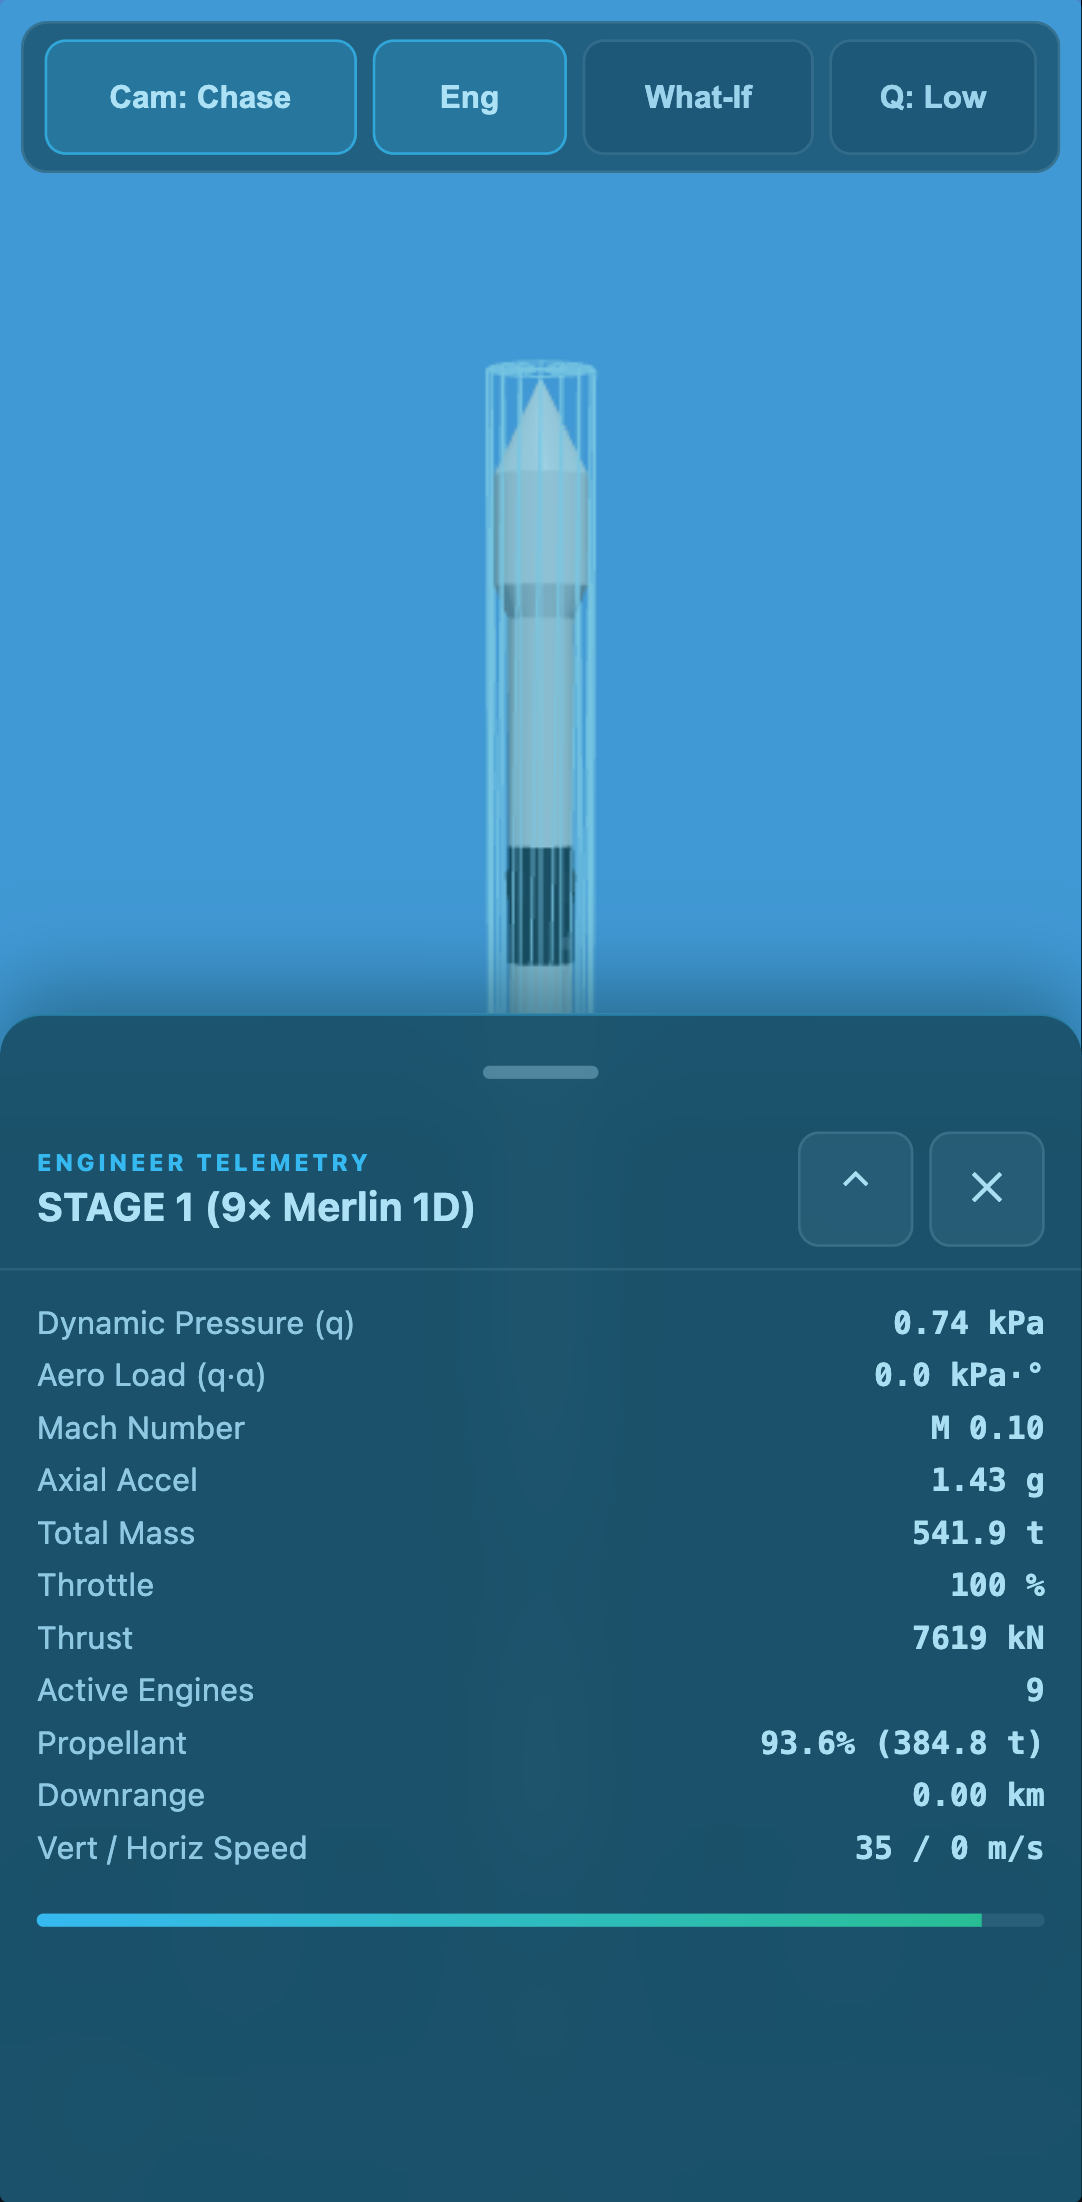 Cam: Chase Eng What-If Q: Low
ENGINEER TELEMETRY
STAGE 1 (9× Merlin 1D)
Dynamic Pressure (q) 0.74 kPa
Aero Load (q·α) 0.0 kPa·°
Mach Number M 0.10
Axial Accel 1.43 g
Total Mass 541.9 t
Throttle 100 %
Thrust 7619 kN
Active Engines 9
Propellant 93.6% (384.8 t)
Downrange 0.00 km
Vert / Horiz Speed 35 / 0 m/s